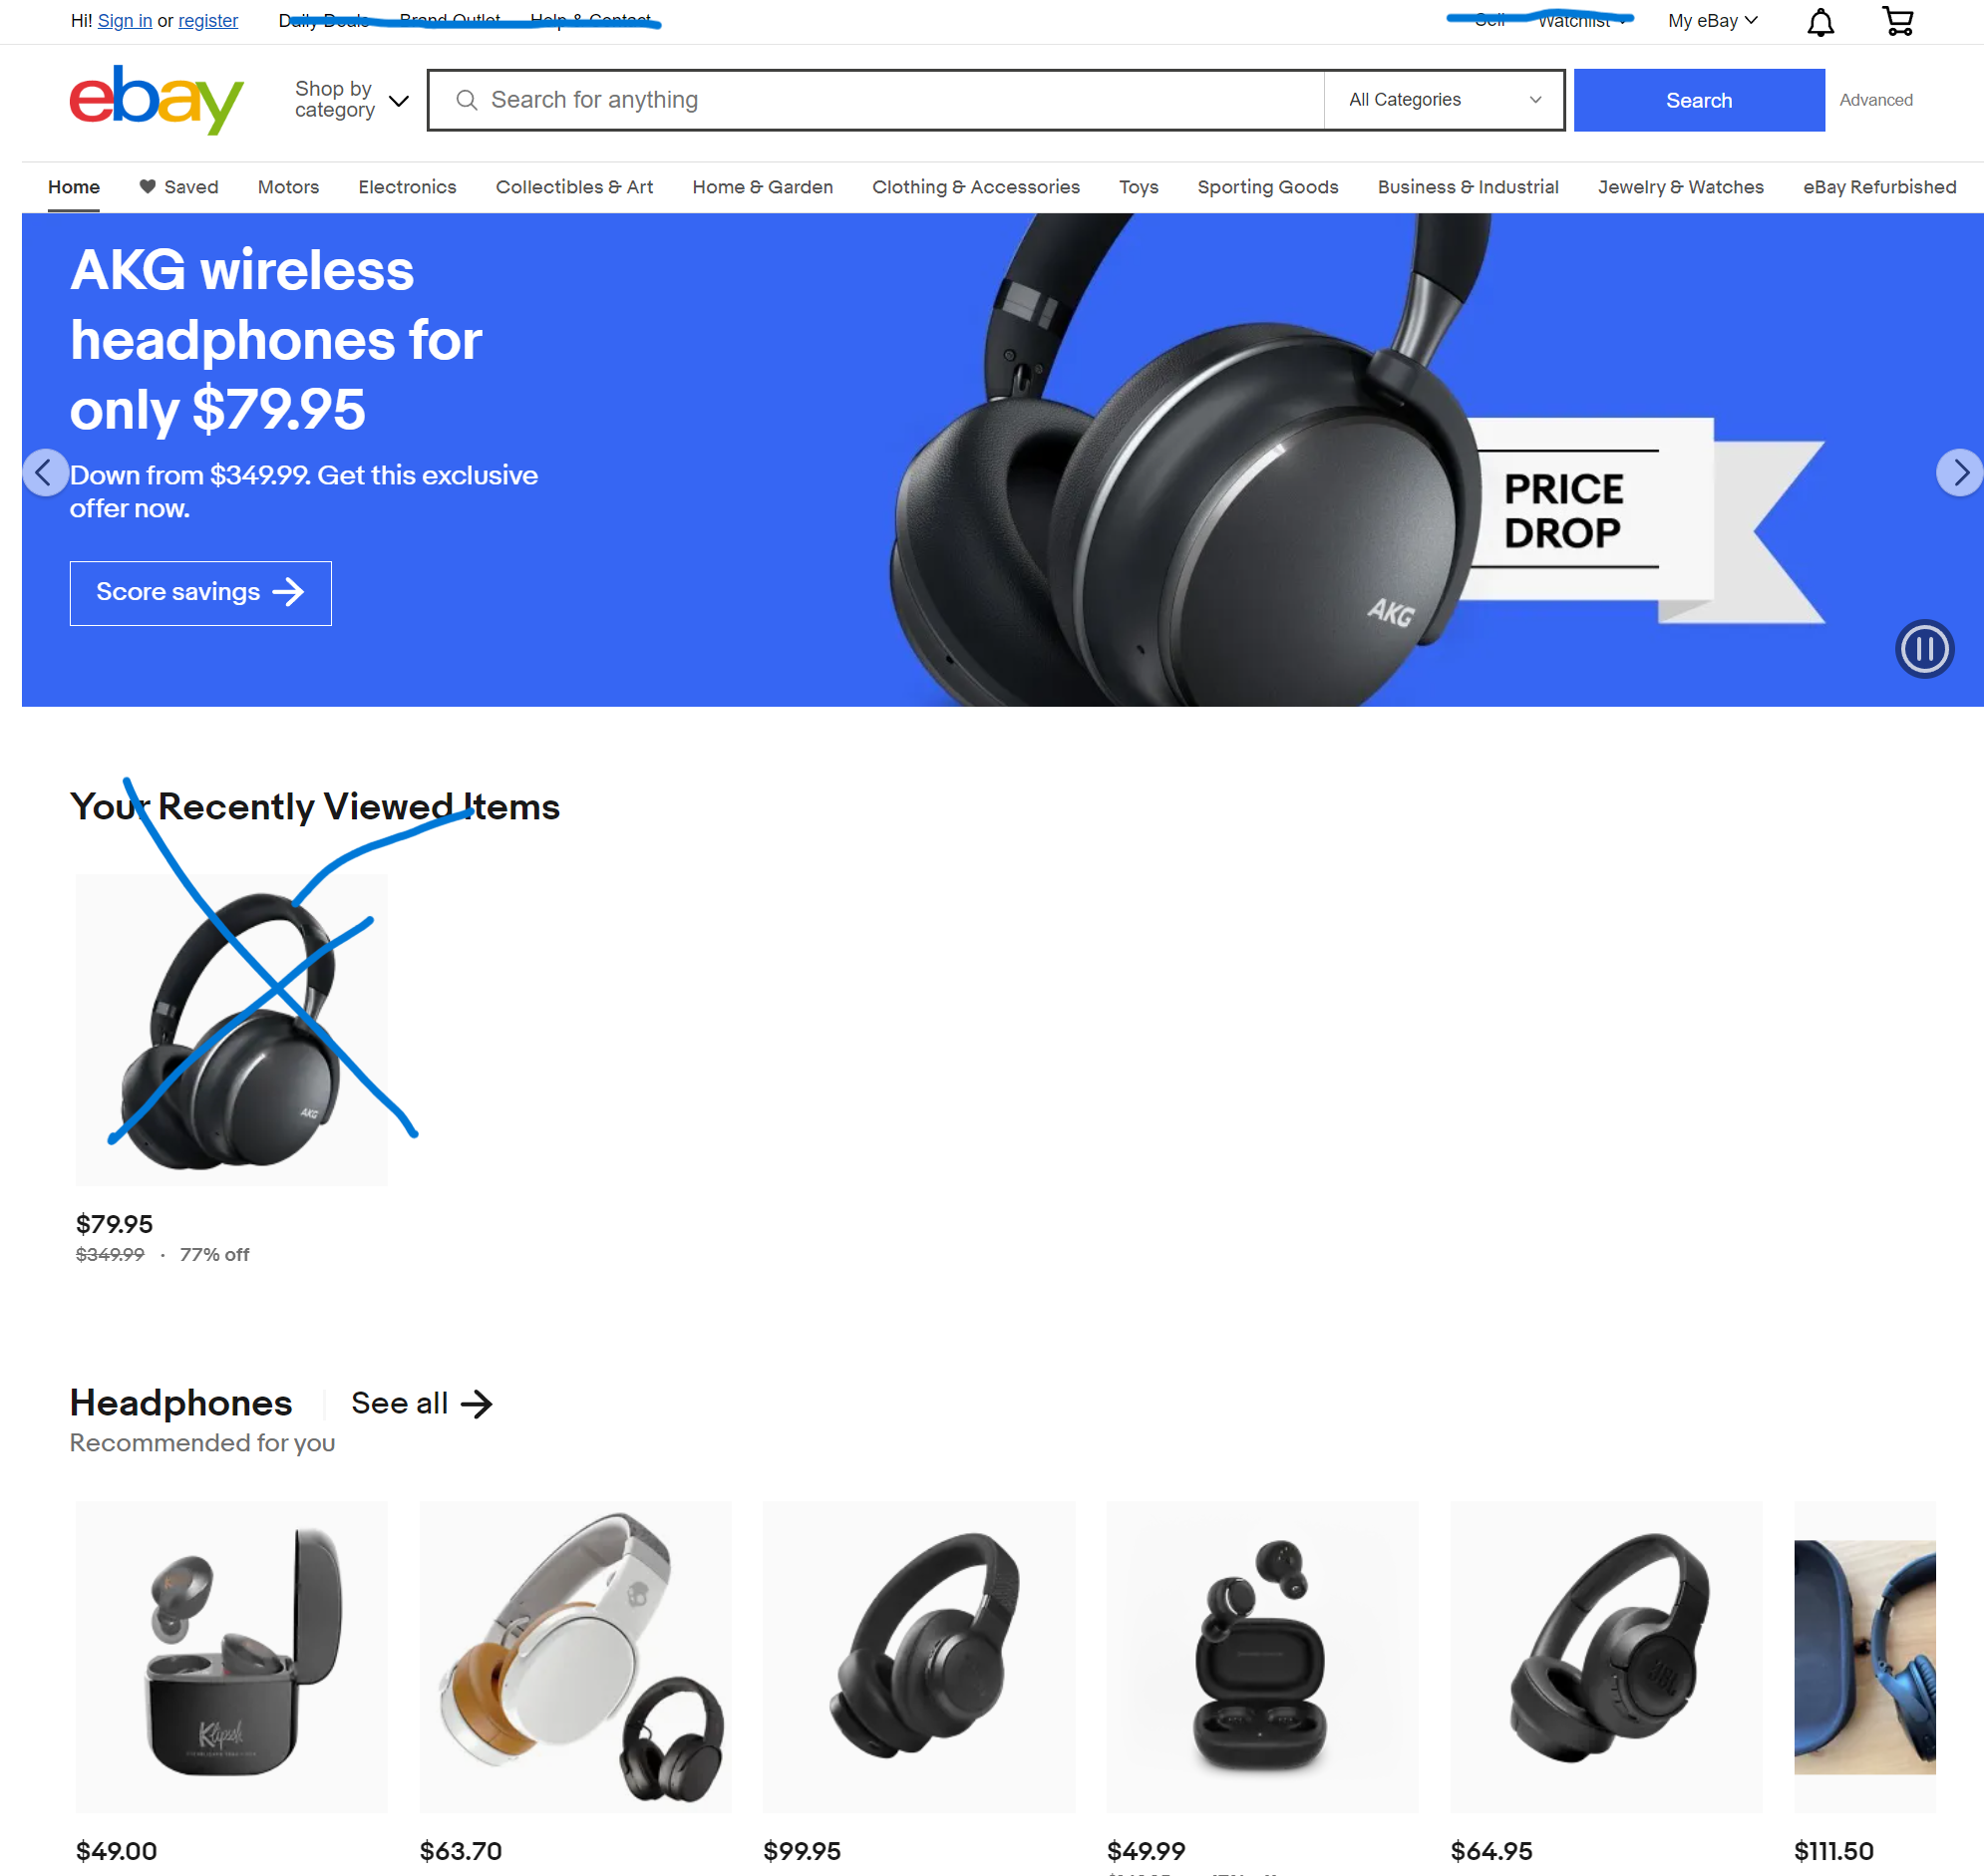 Hi! Sign in or register Daily Deals Brand Outlet Help & Contact Sell Watchlist My eBay
ebay Shop by category Search for anything All Categories Search Advanced
Home Saved Motors Electronics Collectibles & Art Home & Garden Clothing & Accessories Toys Sporting Goods Business & Industrial Jewelry & Watches eBay Refurbished
AKG wireless
headphones for
only $79.95
Down from $349.99. Get this exclusive
offer now.
Score savings
PRICE
DROP
AKG
Your Recently Viewed Items
AKG
$79.95
$349.99 · 77% off
Headphones See all
Recommended for you
Klipsch
JBL
$49.00 $63.70 $99.95 $49.99 $64.95 $111.50